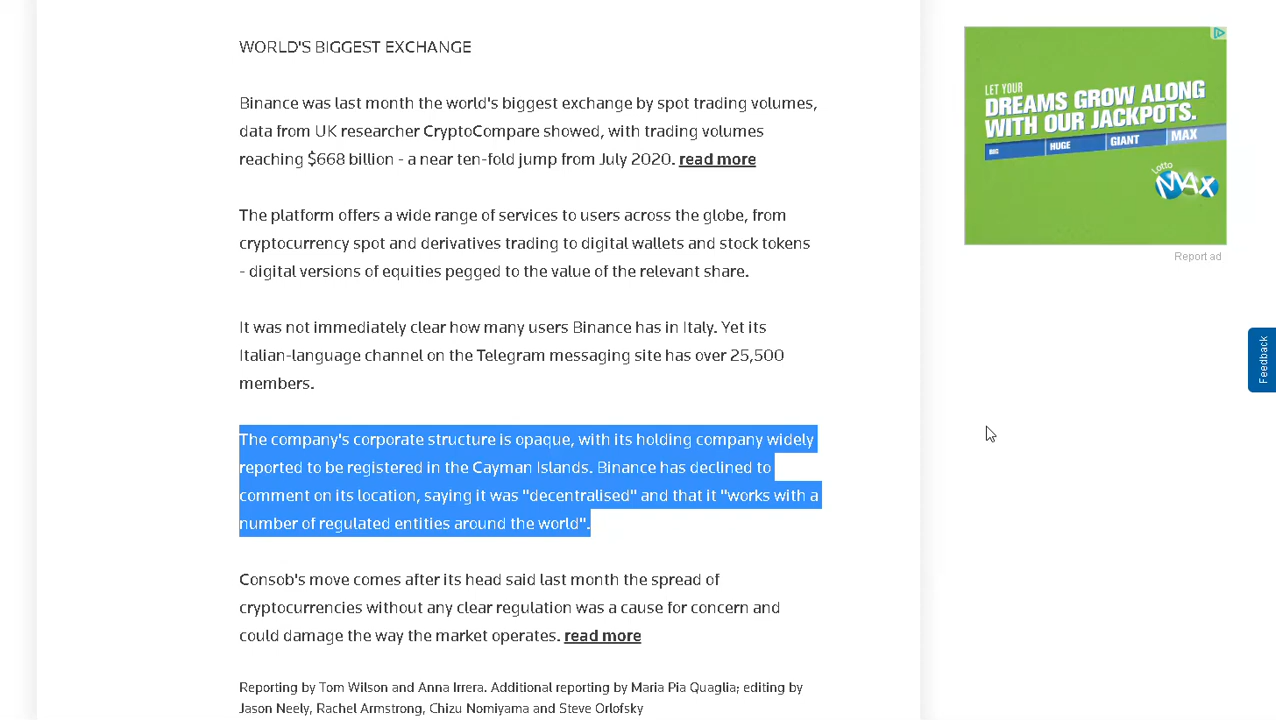 WORLD'S BIGGEST EXCHANGE
Binance was last month the world's biggest exchange by spot trading volumes,
data from UK researcher CryptoCompare showed, with trading volumes
reaching $668 billion - a near ten-fold jump from July 2020. read more
The platform offers a wide range of services to users across the globe, from
cryptocurrency spot and derivatives trading to digital wallets and stock tokens
- digital versions of equities pegged to the value of the relevant share.
It was not immediately clear how many users Binance has in Italy. Yet its
Italian-language channel on the Telegram messaging site has over 25,500
members.
The company's corporate structure is opaque, with its holding company widely
reported to be registered in the Cayman Islands. Binance has declined to
comment on its location, saying it was "decentralised" and that it "works with a
number of regulated entities around the world".
Consob's move comes after its head said last month the spread of
cryptocurrencies without any clear regulation was a cause for concern and
could damage the way the market operates. read more
Reporting by Tom Wilson and Anna Irrera. Additional reporting by Maria Pia Quaglia; editing by
Jason Neely, Rachel Armstrong, Chizu Nomiyama and Steve Orlofsky
LET YOUR
DREAMS GROW ALONG
WITH OUR JACKPOTS.
BIG HUGE GIANT MAX
Lotto
MAX
Report ad
Feedback